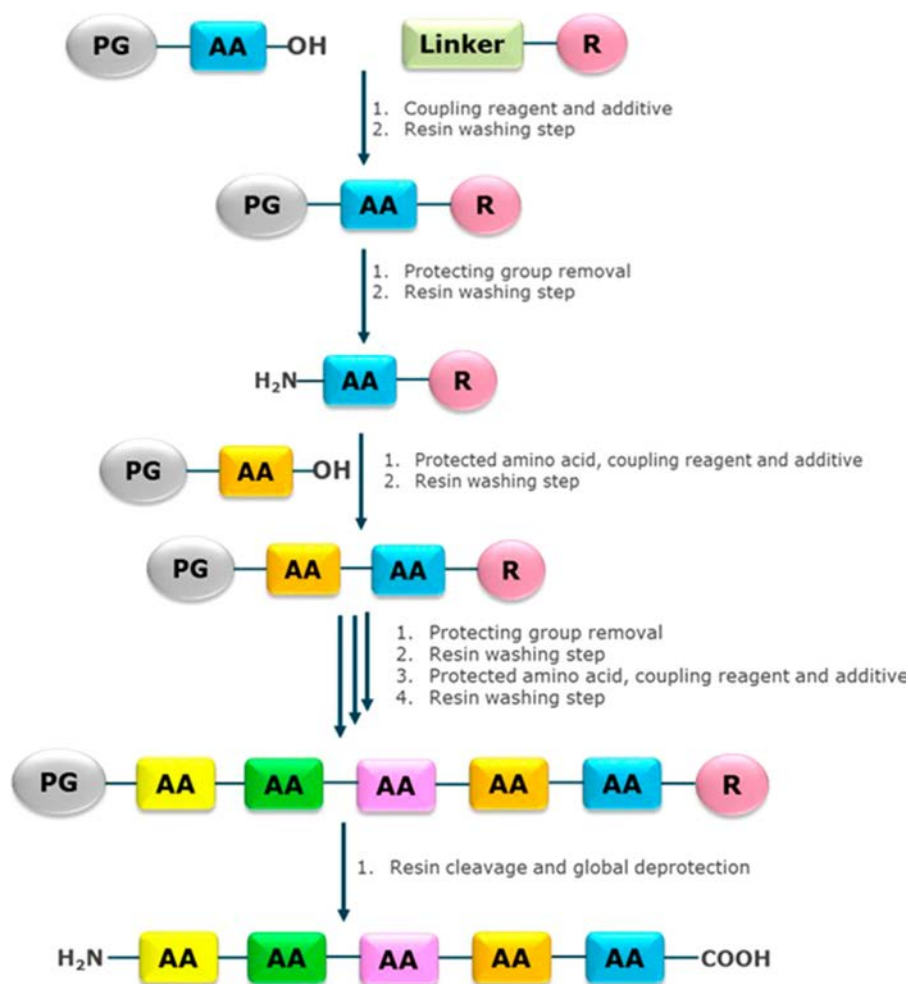 PG AA OH Linker R
1. Coupling reagent and additive
2. Resin washing step
PG AA R
1. Protecting group removal
2. Resin washing step
H₂N AA R
PG AA OH
1. Protected amino acid, coupling reagent and additive
2. Resin washing step
PG AA AA R
1. Protecting group removal
2. Resin washing step
3. Protected amino acid, coupling reagent and additive
4. Resin washing step
PG AA AA AA AA AA R
1. Resin cleavage and global deprotection
H₂N AA AA AA AA AA COOH